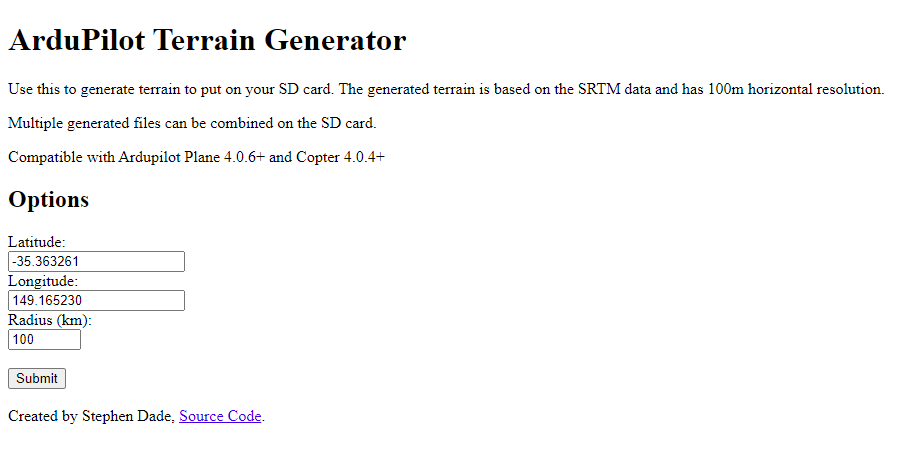 ArduPilot Terrain Generator
Use this to generate terrain to put on your SD card. The generated terrain is based on the SRTM data and has 100m horizontal resolution.
Multiple generated files can be combined on the SD card.
Compatible with Ardupilot Plane 4.0.6+ and Copter 4.0.4+
Options
Latitude:
-35.363261
Longitude:
149.165230
Radius (km):
100
Submit
Created by Stephen Dade, Source Code.